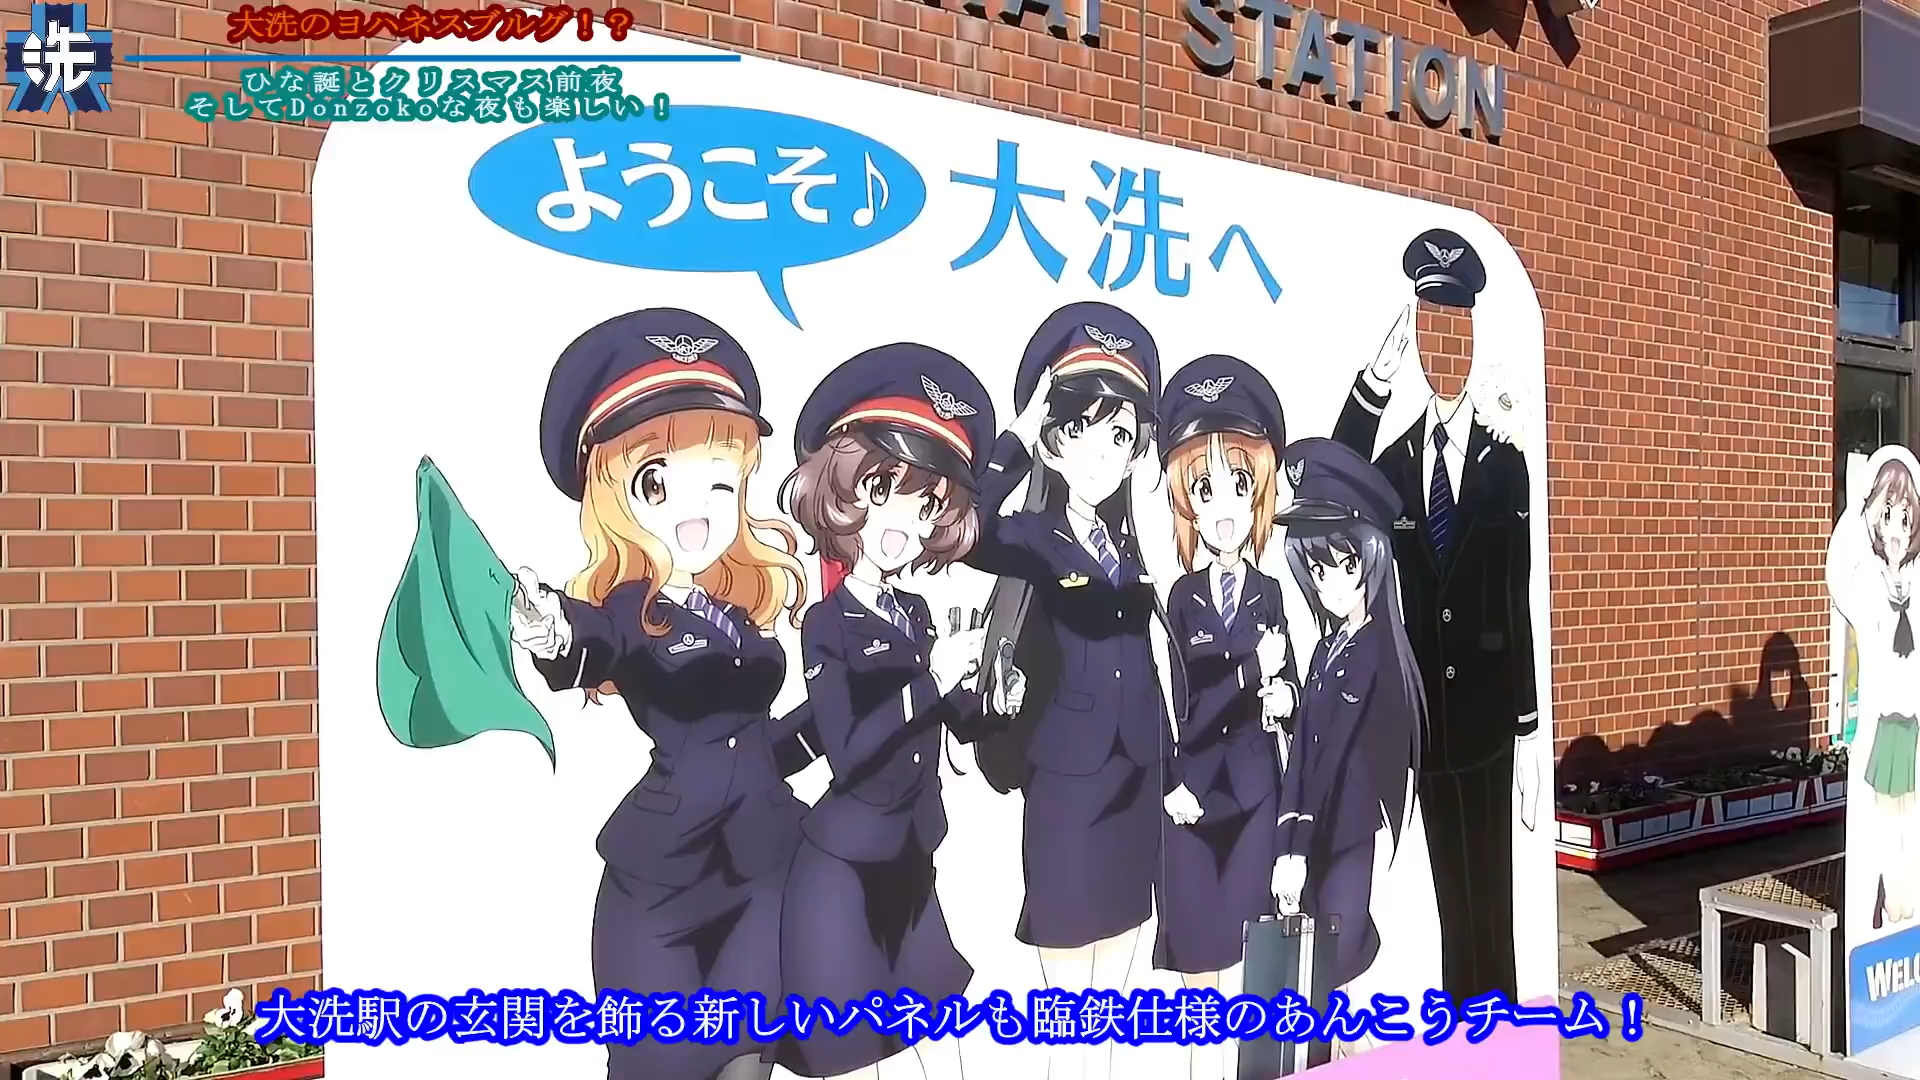 大洗のヨハネスブルグ！？
洗
ひな誕とクリスマス前夜
そしてDonzokoな夜も楽しい！
STATION
ようこそ♪
大洗へ
WELC
大洗駅の玄関を飾る新しいパネルも臨鉄仕様のあんこうチーム！